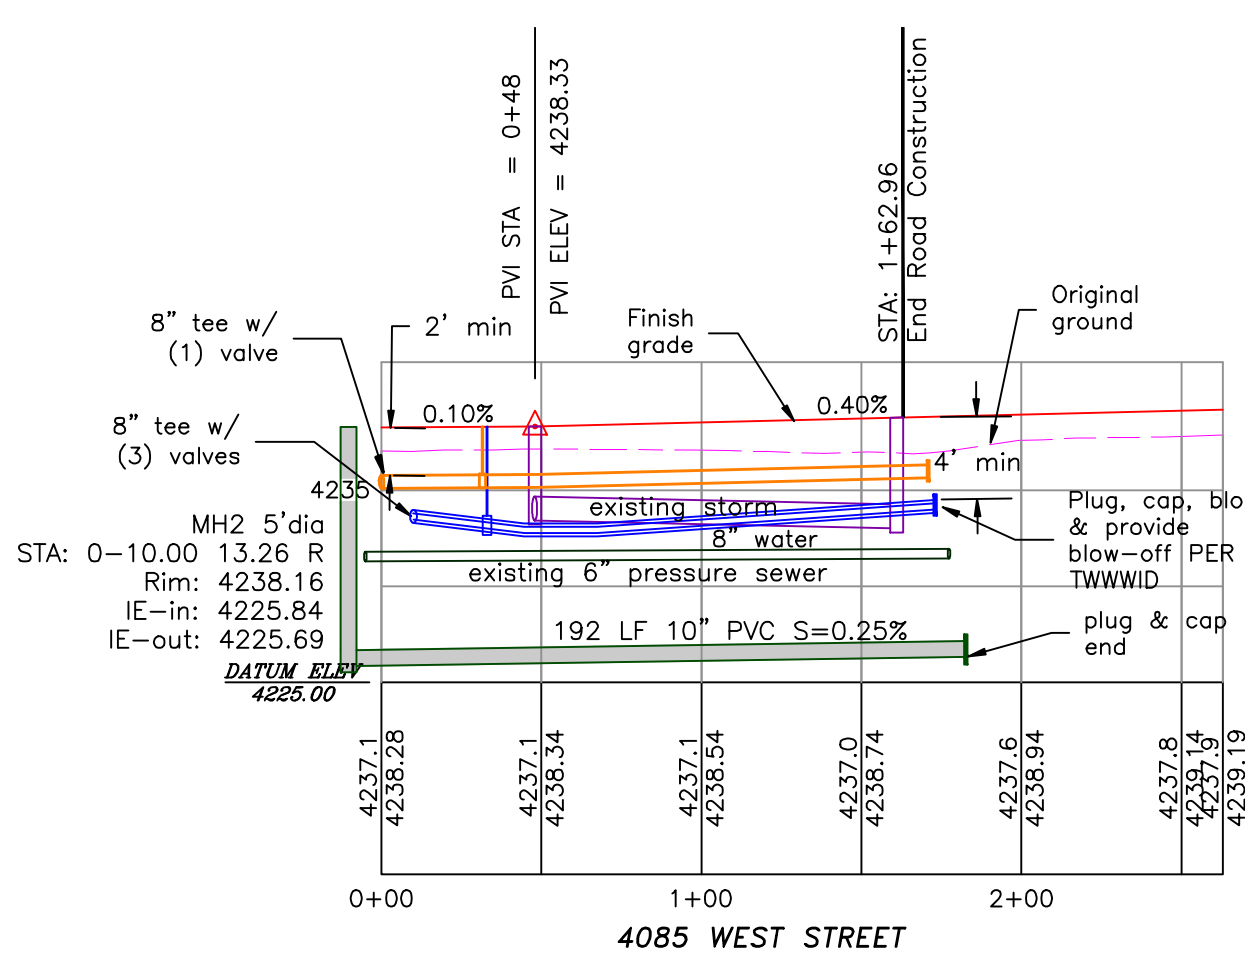 PVI STA = 0+48
PVI ELEV = 4238.33
STA: 1+62.96
End Road Construction
Original
ground
8" tee w/
(1) valve
2' min
Finish
grade
0.10%
0.40%
8" tee w/
(3) valves
4' min
4235
existing storm
Plug, cap, blo
& provide
blow-off PER
TWWWID
MH2 5'dia
STA: 0-10.00 13.26 R
Rim: 4238.16
IE-in: 4225.84
IE-out: 4225.69
8" water
existing 6" pressure sewer
192 LF 10" PVC S=0.25%
plug & cap
end
DATUM ELEV
4225.00
4237.1
4238.28
4237.1
4238.34
4237.1
4238.54
4237.0
4238.74
4237.6
4238.94
4237.8
4239.14
4237.9
4239.19
0+00
1+00
2+00
4085 WEST STREET